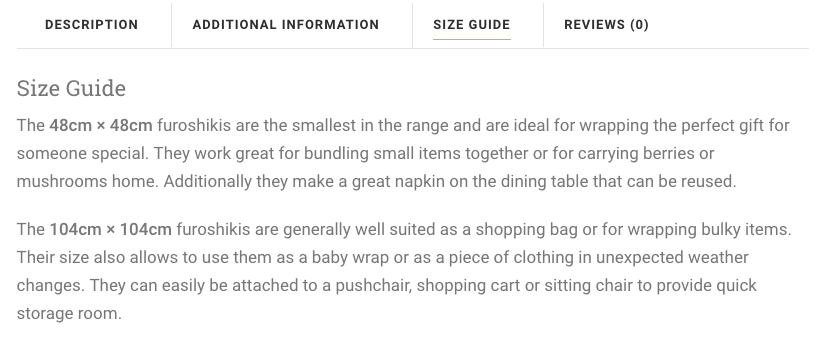 DESCRIPTION
ADDITIONAL INFORMATION
SIZE GUIDE
REVIEWS (0)
Size Guide
The 48cm × 48cm furoshikis are the smallest in the range and are ideal for wrapping the perfect gift for
someone special. They work great for bundling small items together or for carrying berries or
mushrooms home. Additionally they make a great napkin on the dining table that can be reused.
The 104cm × 104cm furoshikis are generally well suited as a shopping bag or for wrapping bulky items.
Their size also allows to use them as a baby wrap or as a piece of clothing in unexpected weather
changes. They can easily be attached to a pushchair, shopping cart or sitting chair to provide quick
storage room.